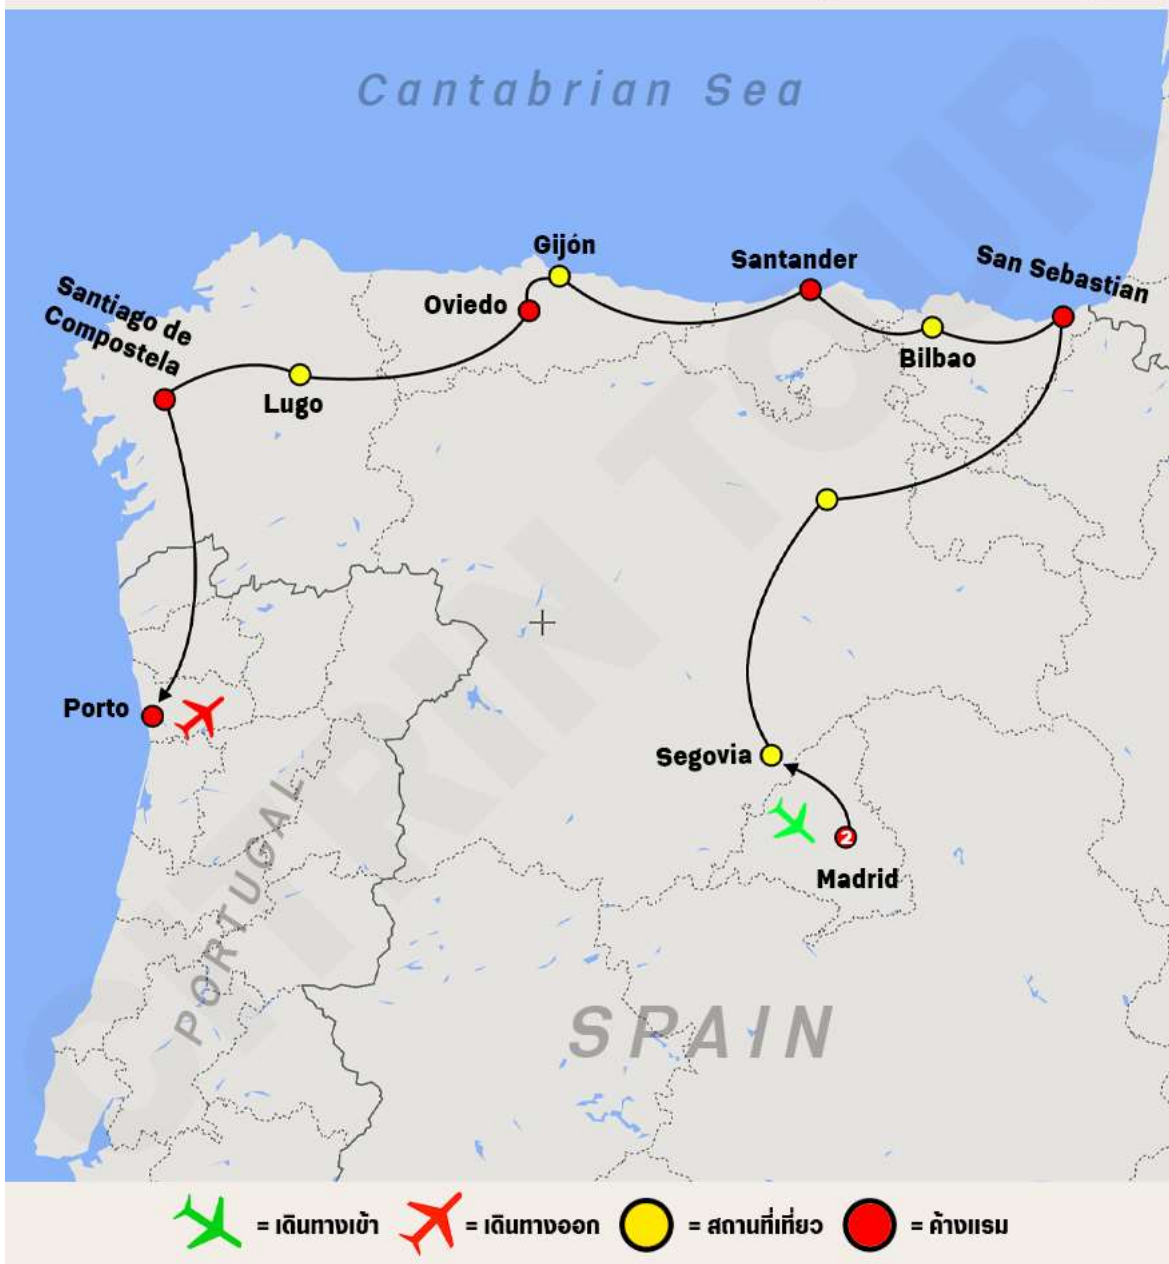 Cantabrian Sea
Gijón
Santander
San Sebastian
Oviedo
Santiago de
Compostela
Bilbao
Lugo
Porto
Segovia
2
Madrid
PORTUGAL
SPAIN
CITRIN TOUR
= เดินทางเข้า = เดินทางออก = สถานที่เที่ยว = ค้างแรม